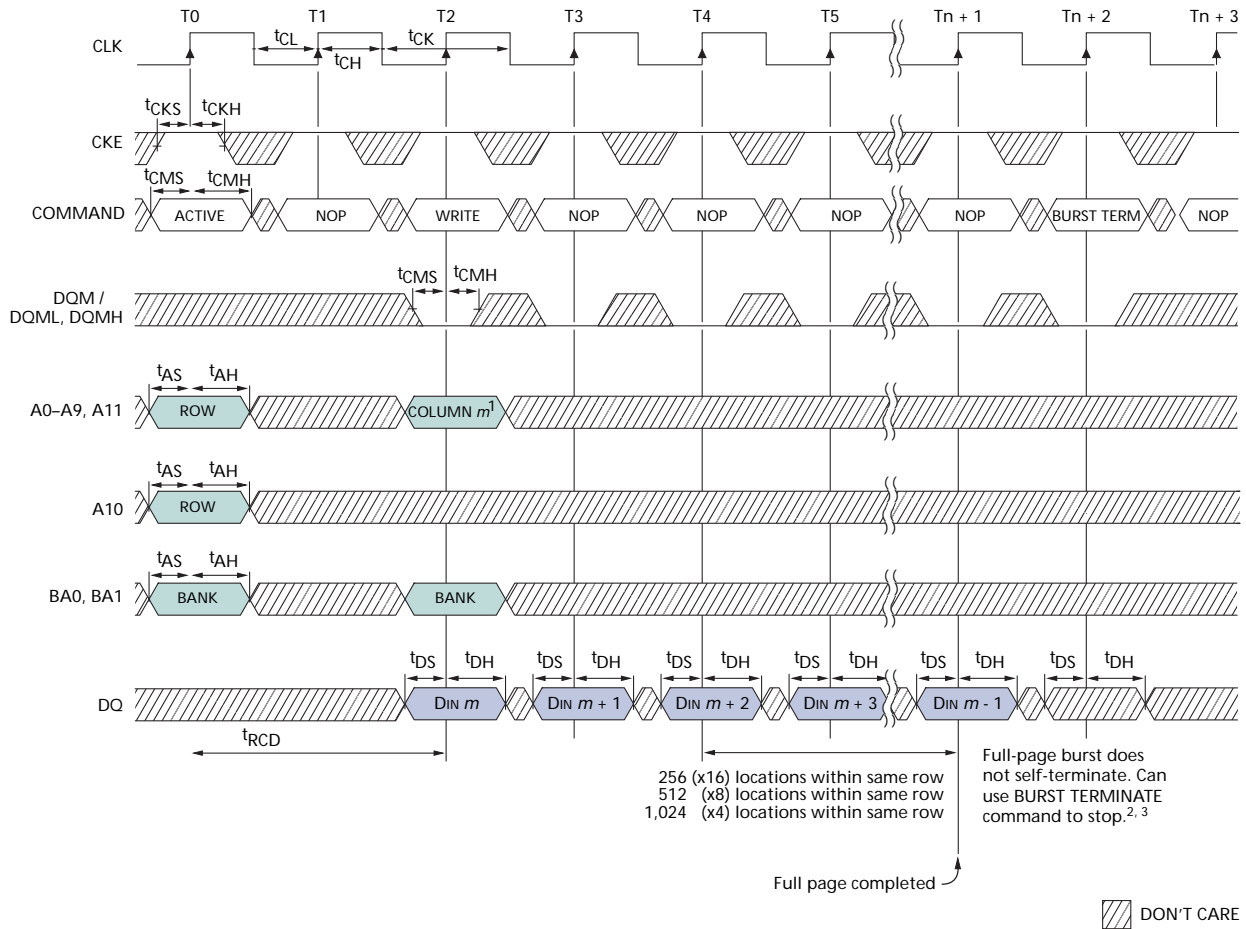 T0 T1 T2 T3 T4 T5 Tn + 1 Tn + 2 Tn + 3
CLK
tCL tCK
tCH
tCKS tCKH
CKE
tCMS tCMH
COMMAND ACTIVE NOP WRITE NOP NOP NOP NOP BURST TERM NOP
tCMS tCMH
DQM /
DQML, DQMH
tAS tAH
A0–A9, A11 ROW COLUMN m1
tAS tAH
A10 ROW
tAS tAH
BA0, BA1 BANK BANK
tDS tDH tDS tDH tDS tDH tDS tDH tDS tDH tDS tDH
DQ DIN m DIN m + 1 DIN m + 2 DIN m + 3 DIN m - 1
tRCD
256 (x16) locations within same row
512 (x8) locations within same row
1,024 (x4) locations within same row
Full-page burst does
not self-terminate. Can
use BURST TERMINATE
command to stop.2, 3
Full page completed
DON'T CARE